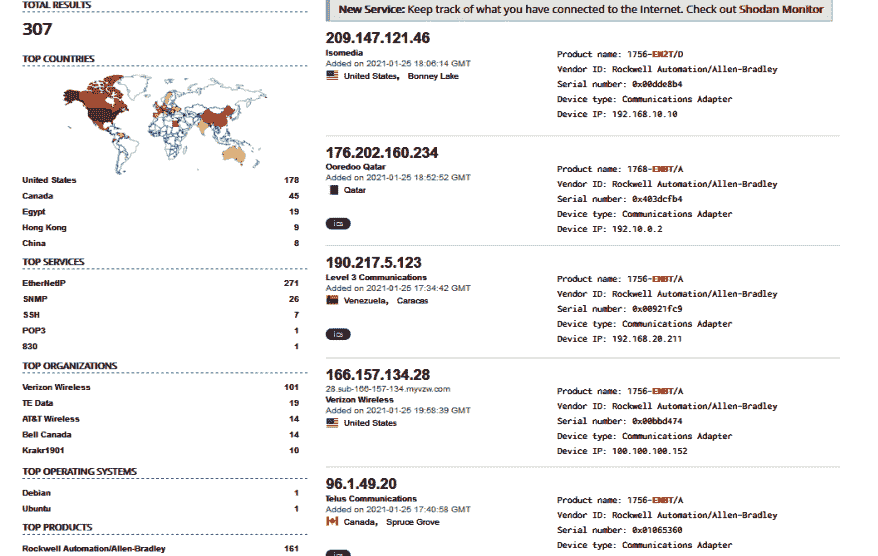 TOTAL RESULTS
307
TOP COUNTRIES
United States 178
Canada 45
Egypt 19
Hong Kong 9
China 8
TOP SERVICES
EtherNetIP 271
SNMP 26
SSH 7
POP3 1
830 1
TOP ORGANIZATIONS
Verizon Wireless 101
TE Data 19
AT&T Wireless 14
Bell Canada 14
Krakr1901 10
TOP OPERATING SYSTEMS
Debian 1
Ubuntu 1
TOP PRODUCTS
Rockwell Automation/Allen-Bradley 161
New Service: Keep track of what you have connected to the Internet. Check out Shodan Monitor
209.147.121.46
Isomedia
Added on 2021-01-25 18:06:14 GMT
United States, Bonney Lake
Product name: 1756-EN2T/D
Vendor ID: Rockwell Automation/Allen-Bradley
Serial number: 0x00dde8b4
Device type: Communications Adapter
Device IP: 192.168.10.10
176.202.160.234
Ooredoo Qatar
Added on 2021-01-25 18:52:52 GMT
Qatar
ics
Product name: 1768-ENBT/A
Vendor ID: Rockwell Automation/Allen-Bradley
Serial number: 0x403dcfb4
Device type: Communications Adapter
Device IP: 192.10.0.2
190.217.5.123
Level 3 Communications
Added on 2021-01-25 17:34:42 GMT
Venezuela, Caracas
ics
Product name: 1756-ENBT/A
Vendor ID: Rockwell Automation/Allen-Bradley
Serial number: 0x00921fc9
Device type: Communications Adapter
Device IP: 192.168.20.211
166.157.134.28
28.sub-166-157-134.myvzw.com
Verizon Wireless
Added on 2021-01-25 19:58:39 GMT
United States
Product name: 1756-ENBT/A
Vendor ID: Rockwell Automation/Allen-Bradley
Serial number: 0x00bbd474
Device type: Communications Adapter
Device IP: 100.100.100.152
96.1.49.20
Telus Communications
Added on 2021-01-25 17:40:58 GMT
Canada, Spruce Grove
Product name: 1756-ENBT/A
Vendor ID: Rockwell Automation/Allen-Bradley
Serial number: 0x01065360
Device type: Communications Adapter